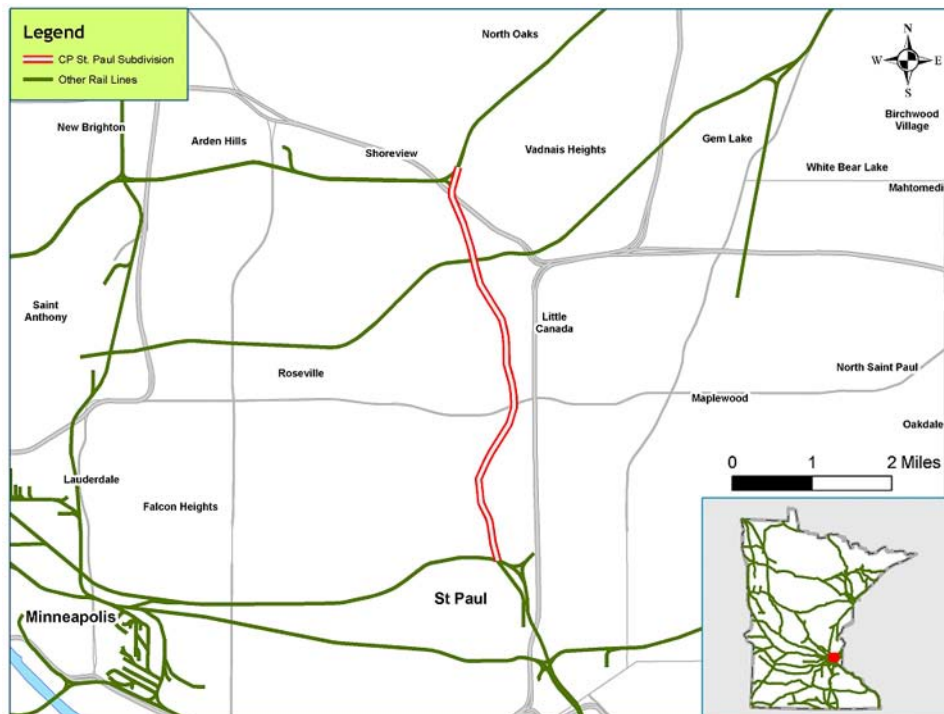 Legend
CP St. Paul Subdivision
Other Rail Lines
North Oaks
N
W
E
S
New Brighton
Arden Hills
Shoreview
Vadnais Heights
Gem Lake
Birchwood
Village
White Bear Lake
Mahtomedi
Saint
Anthony
Little
Canada
Roseville
North Saint Paul
Maplewood
Oakdale
Lauderdale
Falcon Heights
0 1 2 Miles
St Paul
Minneapolis